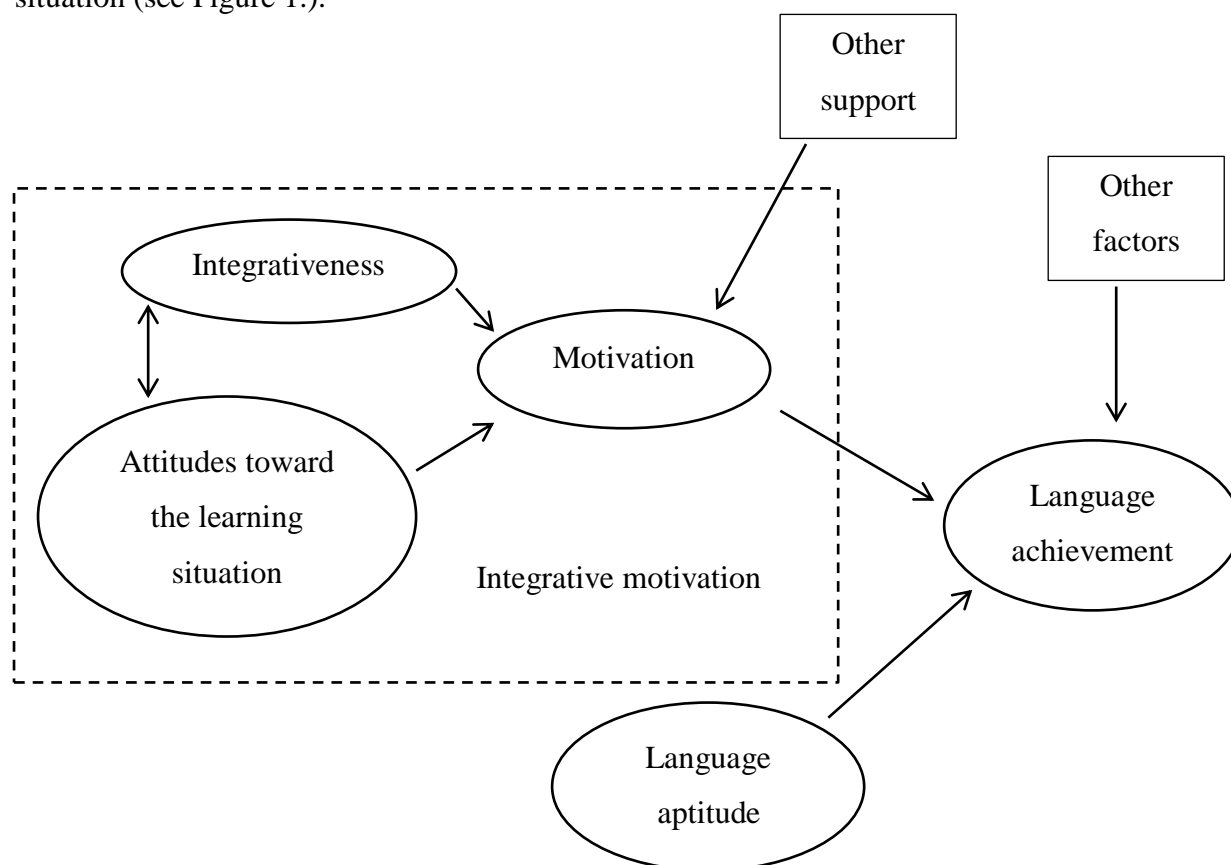 situation (see Figure 1.).
Other
support
Other
factors
Integrativeness
Motivation
Attitudes toward
the learning
situation
Language
achievement
Integrative motivation
Language
aptitude